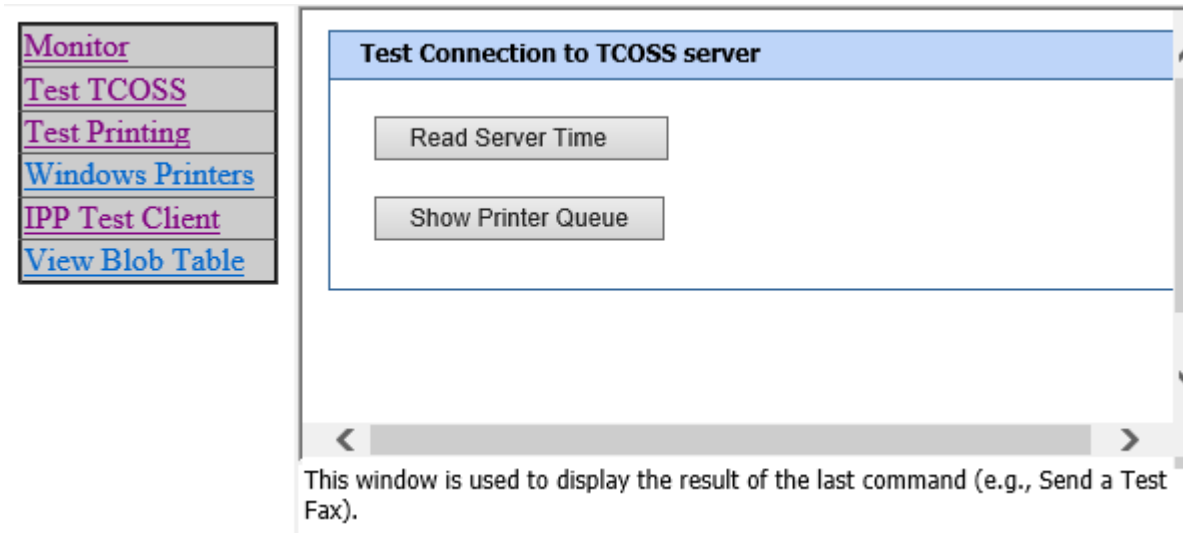 Monitor
Test TCOSS
Test Printing
Windows Printers
IPP Test Client
View Blob Table
Test Connection to TCOSS server
Read Server Time
Show Printer Queue
This window is used to display the result of the last command (e.g., Send a Test
Fax).